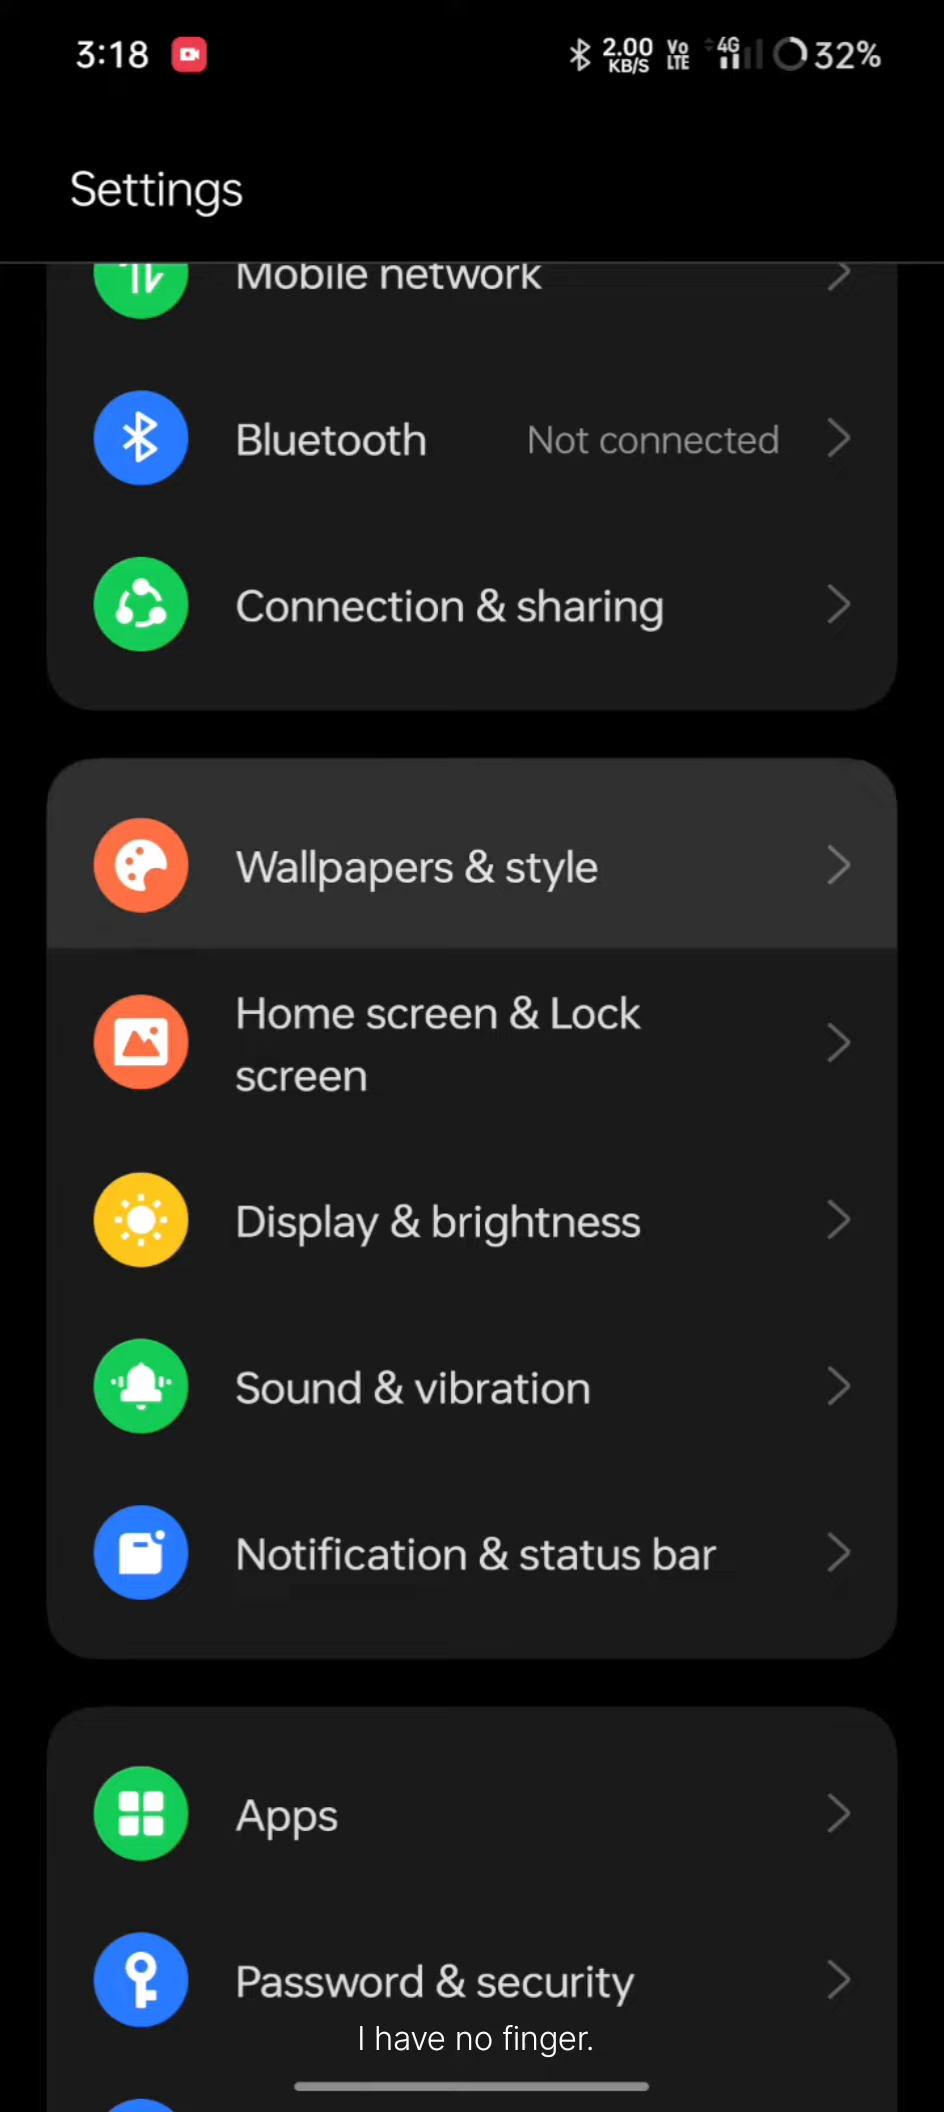 3:18
2.00
KB/S
Vo
LTE
4G
32%
Settings
Mobile network
Bluetooth Not connected
Connection & sharing
Wallpapers & style
Home screen & Lock
screen
Display & brightness
Sound & vibration
Notification & status bar
Apps
Password & security
I have no finger.